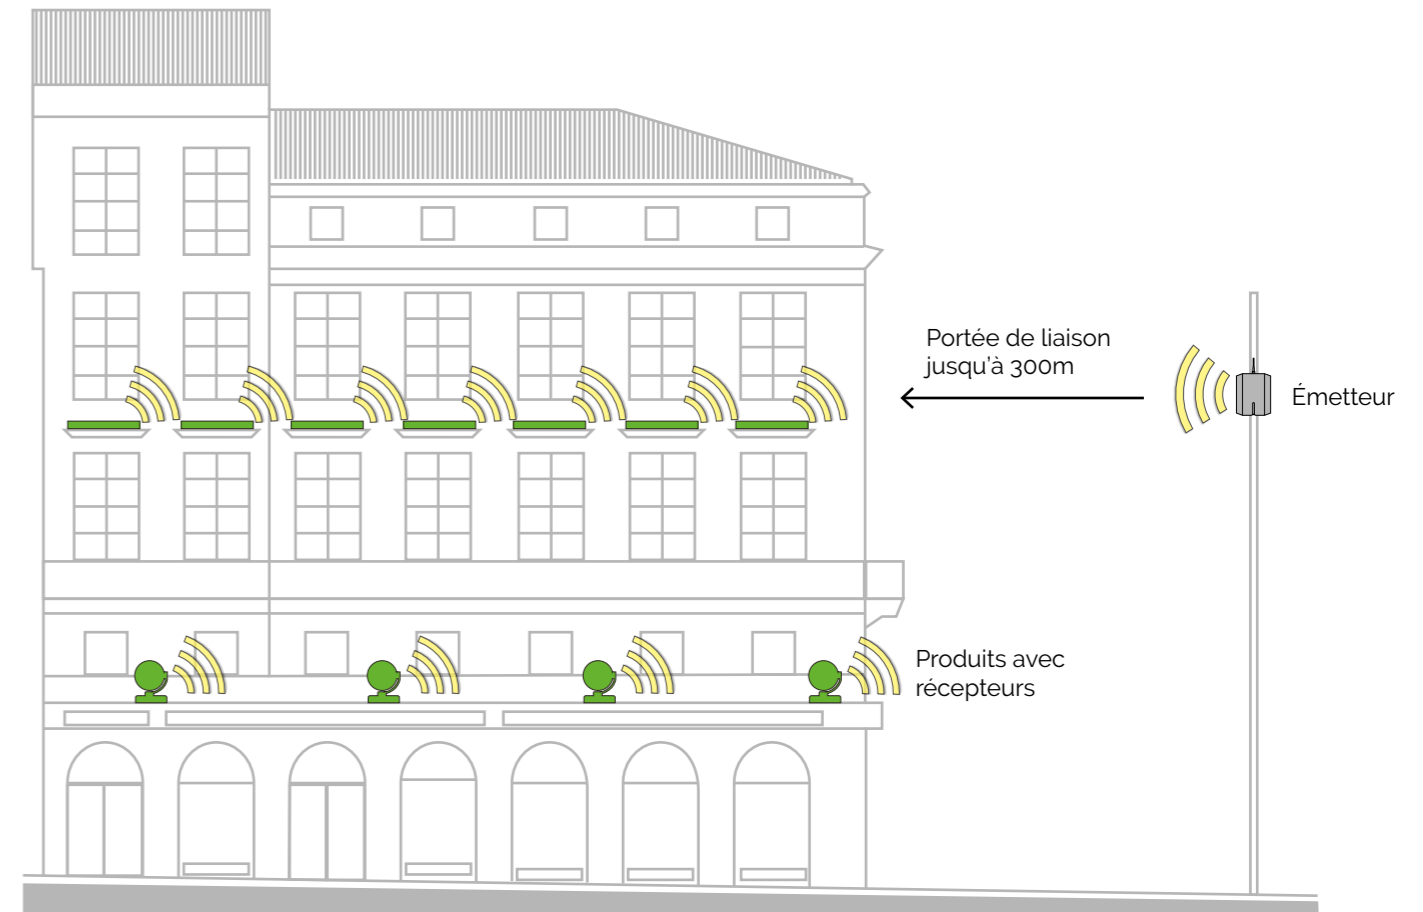 Portée de liaison
jusqu'à 300m
Émetteur
Produits avec
récepteurs